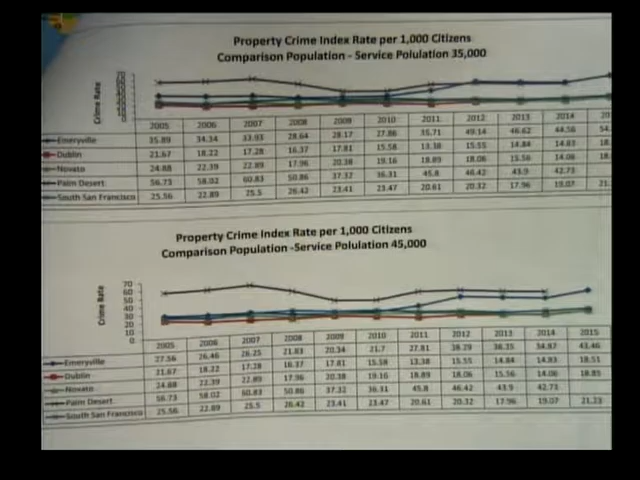 Property Crime Index Rate per 1,000 Citizens
Comparison Population - Service Polulation 35,000
Crime Rate
2005 2006 2007 2008 2009 2010 2011 2012 2013 2014
Emeryville 35.89 34.34 33.93 28.64 28.17 27.86 35.71 49.14 46.62 44.56 54.
Dublin 21.67 18.22 17.28 16.37 17.81 15.58 13.38 15.55 14.84 14.83 18.
Novato 24.88 22.39 22.89 17.96 20.38 19.16 18.89 18.06 15.56 14.06 18.
Palm Desert 56.73 58.02 60.83 50.86 37.32 36.31 45.8 46.42 43.9 42.73
South San Francisco 25.56 22.89 25.5 26.42 23.41 23.47 20.61 20.32 17.96 19.07 21.
Property Crime Index Rate per 1,000 Citizens
Comparison Population -Service Polulation 45,000
Crime Rate
70
60
50
40
30
20
10
0
2005 2006 2007 2008 2009 2010 2011 2012 2013 2014 2015
Emeryville 27.56 26.46 26.25 21.83 20.34 21.7 27.81 38.29 36.35 34.87 43.46
Dublin 21.67 18.22 17.28 16.37 17.81 15.58 13.38 15.55 14.84 14.83 18.51
Novato 24.88 22.39 22.89 17.96 20.38 19.16 18.89 18.06 15.56 14.06 18.85
Palm Desert 56.73 58.02 60.83 50.86 37.32 36.31 45.8 46.42 43.9 42.73
South San Francisco 25.56 22.89 25.5 26.42 23.41 23.47 20.61 20.32 17.96 19.07 21.23